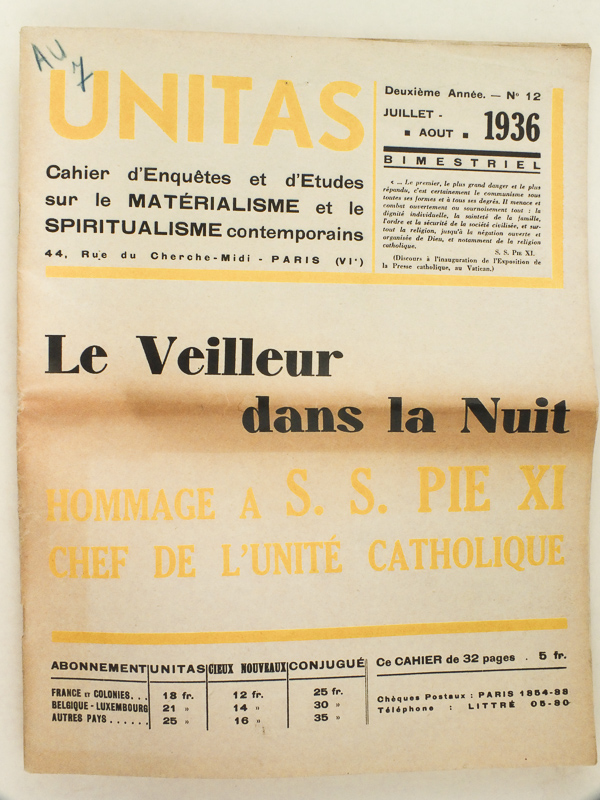 AU 7
UNITAS
Deuxième Année. — N° 12
JUILLET -
▪ AOUT ▪ 1936
BIMESTRIEL
« ... Le premier, le plus grand danger et le plus
répandu, c'est certainement le communisme sous
toutes ses formes et à tous ses degrés. Il menace et
combat ouvertement ou sournoisement tout : la
dignité individuelle, la sainteté de la famille,
l'ordre et la sécurité de la société civilisée, et sur-
tout la religion, jusqu'à la négation ouverte et
organisée de Dieu, et notamment de la religion
catholique.
S. S. PIE XI.
(Discours à l'inauguration de l'Exposition de
la Presse catholique, au Vatican.)
Cahier d'Enquêtes et d'Etudes
sur le MATÉRIALISME et le
SPIRITUALISME contemporains
44, Rue du Cherche-Midi - PARIS (VIe)
Le Veilleur
dans la Nuit
HOMMAGE A S. S. PIE XI
CHEF DE L'UNITÉ CATHOLIQUE
ABONNEMENT UNITAS CIEUX NOUVEAUX CONJUGUÉ
FRANCE ET COLONIES. . . 18 fr. 12 fr. 25 fr.
BELGIQUE - LUXEMBOURG 21 » 14 » 30 »
AUTRES PAYS . . . . . . 25 » 16 » 35 »
Ce CAHIER de 32 pages . 5 fr.
Chèques Postaux : PARIS 1854-88
Téléphone : LITTRÉ 05-90